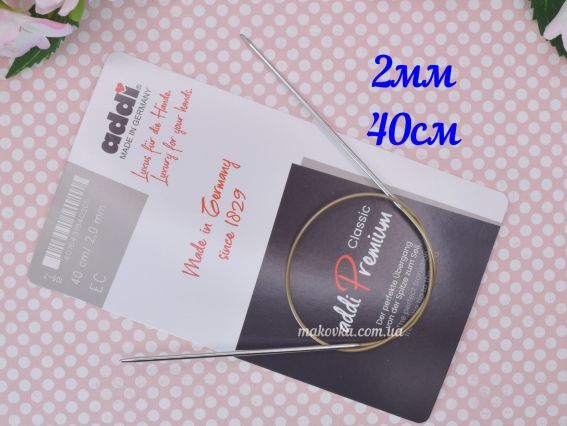 2мм
40см
addi®
MADE IN GERMANY
Luxus für die Hände.
Luxury for your hands.
Made in Germany
since 1829
40 cm / 2,0 mm
EC
addi Premium
Classic
Der perfekte Übergang
von der Spitze zum Seil.
makovka.com.ua